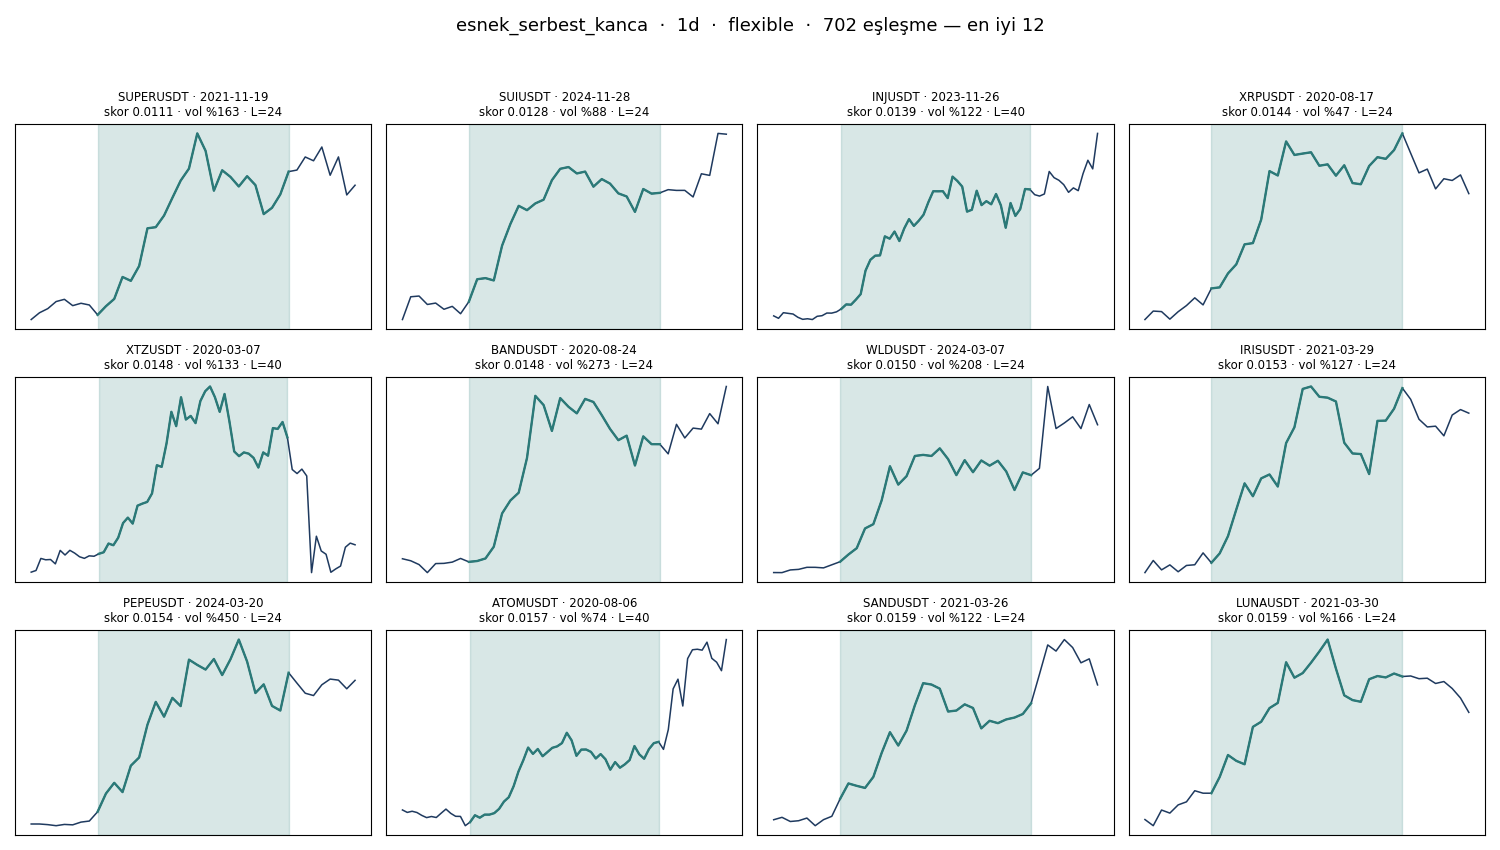 esnek_serbest_kanca · 1d · flexible · 702 eşleşme — en iyi 12
SUPERUSDT · 2021-11-19
skor 0.0111 · vol %163 · L=24
SUIUSDT · 2024-11-28
skor 0.0128 · vol %88 · L=24
INJUSDT · 2023-11-26
skor 0.0139 · vol %122 · L=40
XRPUSDT · 2020-08-17
skor 0.0144 · vol %47 · L=24
XTZUSDT · 2020-03-07
skor 0.0148 · vol %133 · L=40
BANDUSDT · 2020-08-24
skor 0.0148 · vol %273 · L=24
WLDUSDT · 2024-03-07
skor 0.0150 · vol %208 · L=24
IRISUSDT · 2021-03-29
skor 0.0153 · vol %127 · L=24
PEPEUSDT · 2024-03-20
skor 0.0154 · vol %450 · L=24
ATOMUSDT · 2020-08-06
skor 0.0157 · vol %74 · L=40
SANDUSDT · 2021-03-26
skor 0.0159 · vol %122 · L=24
LUNAUSDT · 2021-03-30
skor 0.0159 · vol %166 · L=24